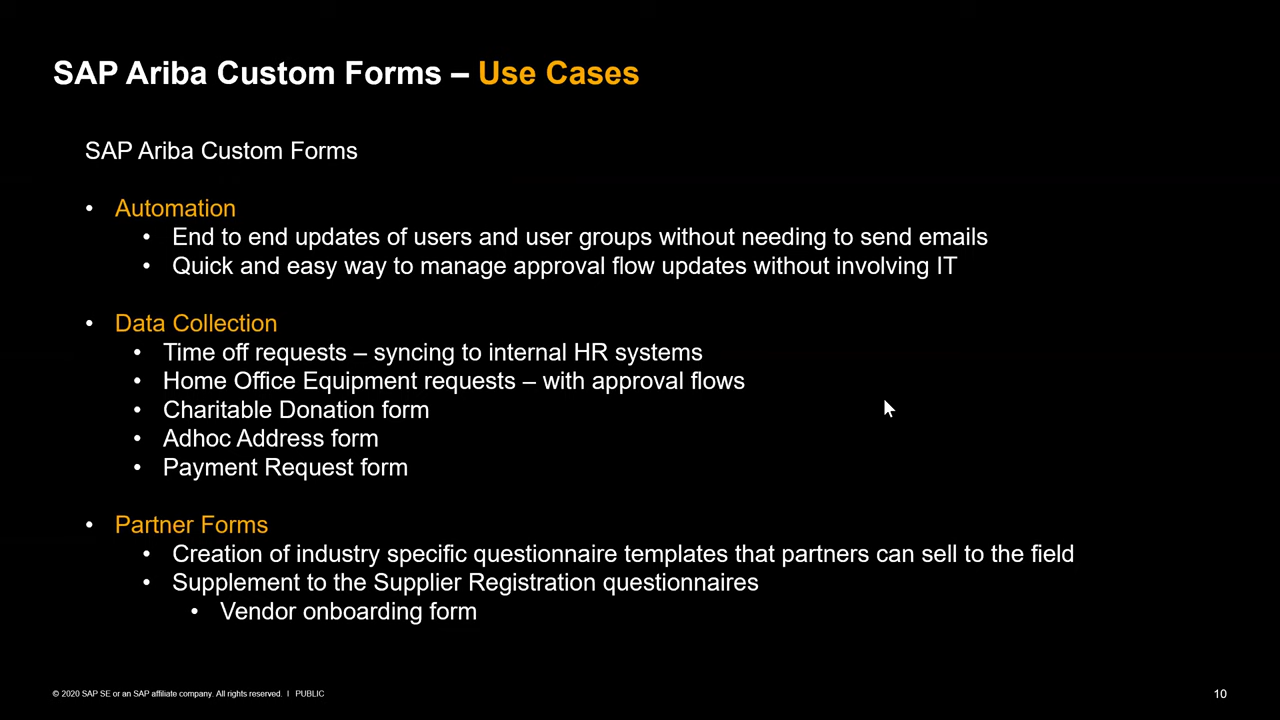 SAP Ariba Custom Forms – Use Cases
SAP Ariba Custom Forms
• Automation
• End to end updates of users and user groups without needing to send emails
• Quick and easy way to manage approval flow updates without involving IT
• Data Collection
• Time off requests – syncing to internal HR systems
• Home Office Equipment requests – with approval flows
• Charitable Donation form
• Adhoc Address form
• Payment Request form
• Partner Forms
• Creation of industry specific questionnaire templates that partners can sell to the field
• Supplement to the Supplier Registration questionnaires
• Vendor onboarding form
© 2020 SAP SE or an SAP affiliate company. All rights reserved. I PUBLIC
10